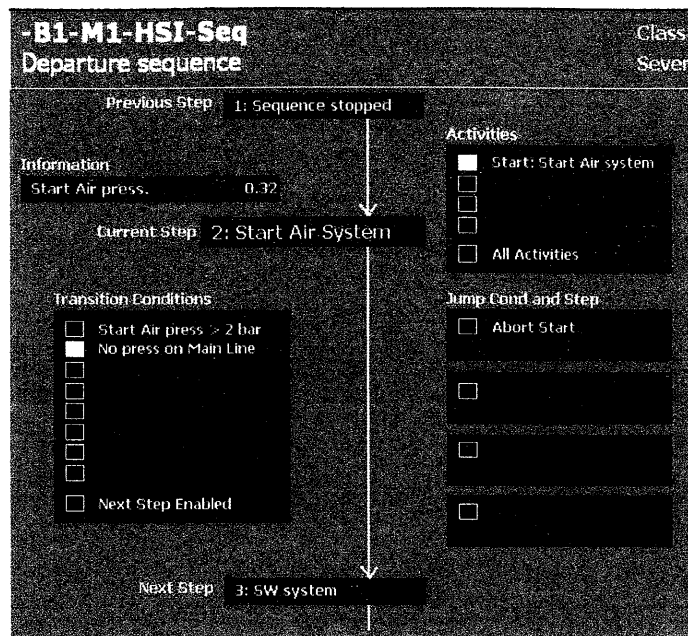 -B1-M1-HSI-Seq
Departure sequence
Class
Sever
Previous Step 1: Sequence stopped
Activities
Start: Start Air system
All Activities
Information
Start Air press. 0.32
Current Step 2: Start Air System
Transition Conditions
Start Air press > 2 bar
No press on Main Line
Next Step Enabled
Jump Cond and Step
Abort Start
Next Step 3: SW system